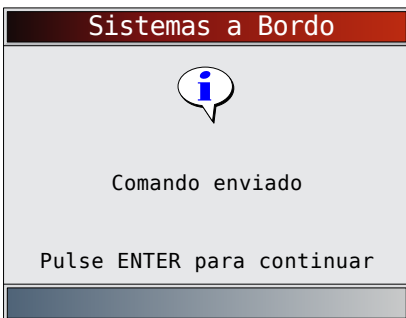 Sistemas a Bordo
i
Comando enviado
Pulse ENTER para continuar